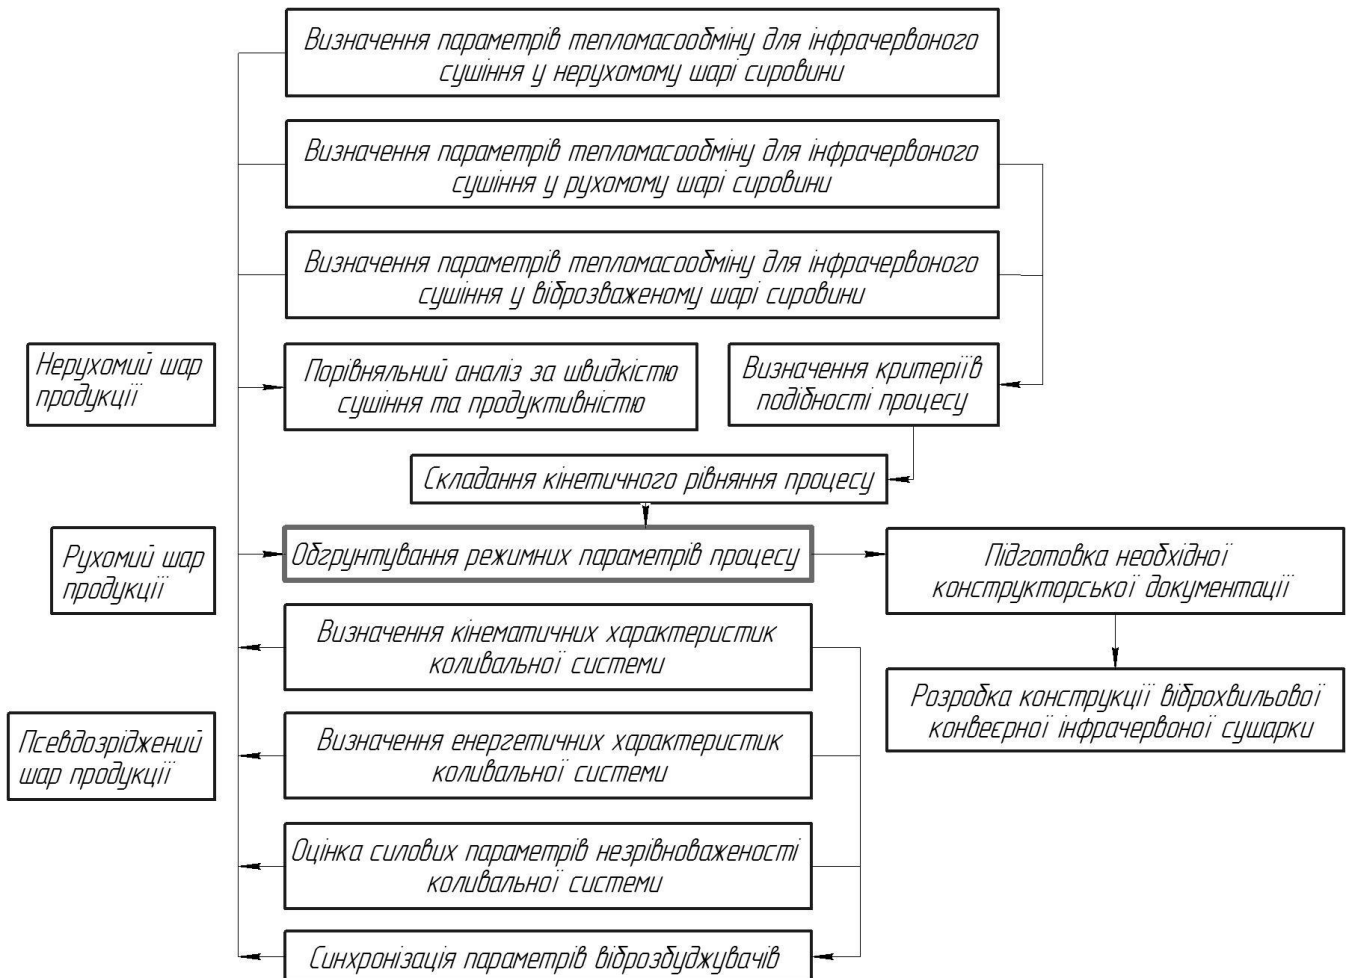 Визначення параметрів тепломасообміну для інфрачервоного
сушіння у нерухомому шарі сировини
Визначення параметрів тепломасообміну для інфрачервоного
сушіння у рухомому шарі сировини
Визначення параметрів тепломасообміну для інфрачервоного
сушіння у віброзваженому шарі сировини
Нерухомий шар
продукції
Порівняльний аналіз за швидкістю
сушіння та продуктивністю
Визначення критеріїв
подібності процесу
Складання кінетичного рівняння процесу
Рухомий шар
продукції
Обгрунтування режимних параметрів процесу
Підготовка необхідної
конструкторської документації
Визначення кінематичних характеристик
коливальної системи
Розробка конструкції віброхвильової
конвеєрної інфрачервоної сушарки
Псевдозріджений
шар продукції
Визначення енергетичних характеристик
коливальної системи
Оцінка силових параметрів незрівноваженості
коливальної системи
Синхронізація параметрів віброзбуджувачів